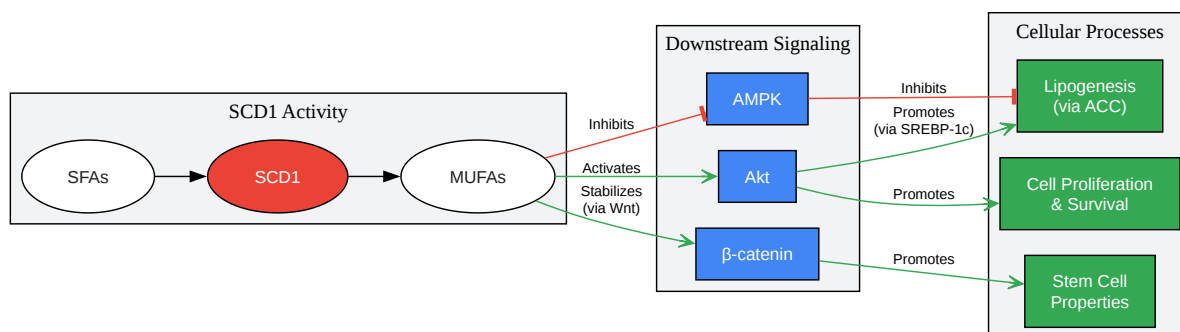 SCD1 Activity
SFAs
SCD1
MUFAs
Inhibits
Activates
Stabilizes
(via Wnt)
Downstream Signaling
AMPK
Akt
β-catenin
Inhibits
Promotes
(via SREBP-1c)
Promotes
Promotes
Cellular Processes
Lipogenesis
(via ACC)
Cell Proliferation
& Survival
Stem Cell
Properties